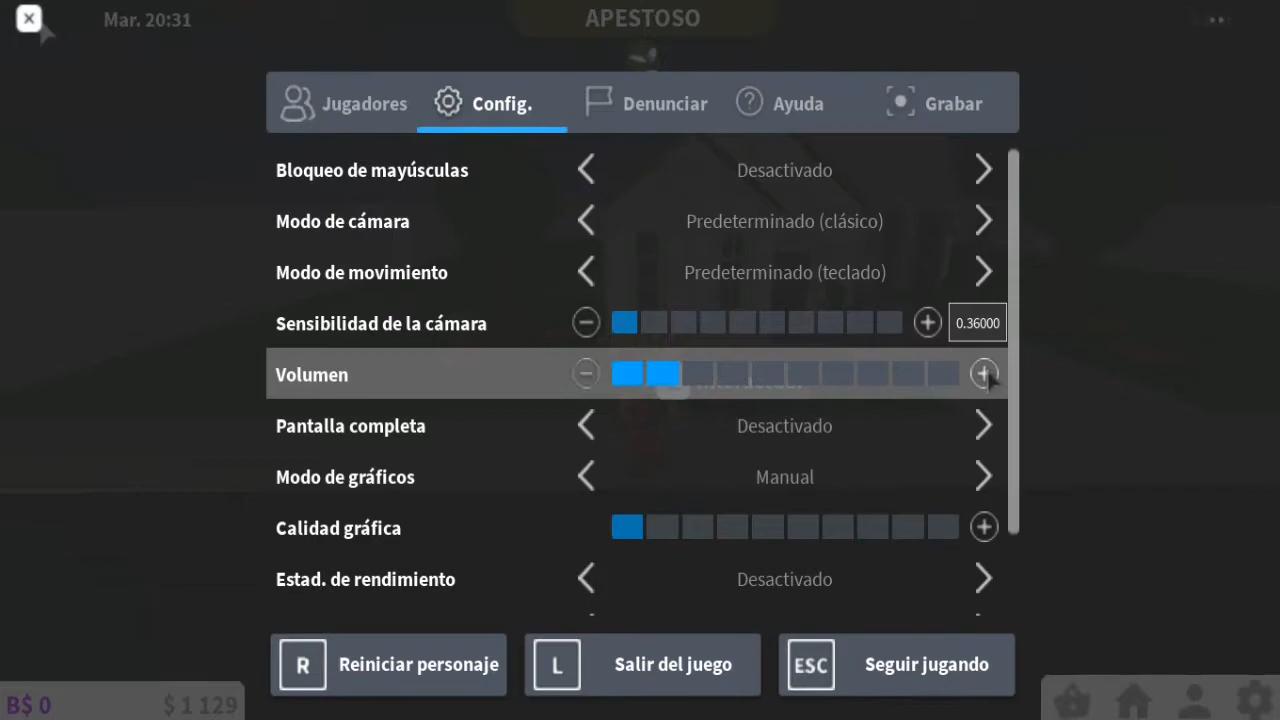 Mar. 20:31
APESTOSO
Jugadores
Config.
Denunciar
Ayuda
Grabar
Bloqueo de mayúsculas
Desactivado
Modo de cámara
Predeterminado (clásico)
Modo de movimiento
Predeterminado (teclado)
Sensibilidad de la cámara
0.36000
Volumen
Pantalla completa
Desactivado
Modo de gráficos
Manual
Calidad gráfica
Estad. de rendimiento
Desactivado
R
Reiniciar personaje
L
Salir del juego
ESC
Seguir jugando
B$ 0
$ 1 129